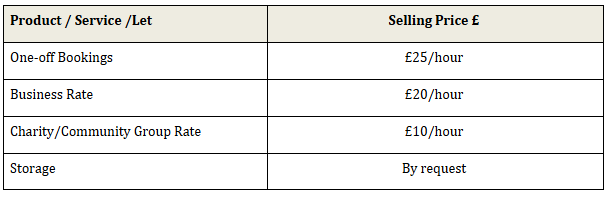 Product / Service /Let Selling Price £
One-off Bookings £25/hour
Business Rate £20/hour
Charity/Community Group Rate £10/hour
Storage By request